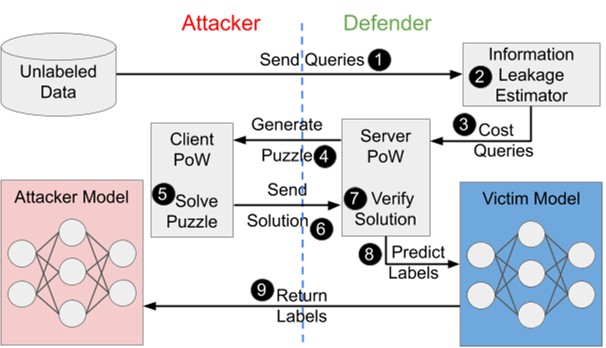 Attacker
Defender
Unlabeled
Data
Send Queries 1
2 Information
Leakage
Estimator
3 Cost
Queries
Generate
Puzzle 4
Client
PoW
5 Solve
Puzzle
Server
PoW
7 Verify
Solution
Send
Solution 6
8 Predict
Labels
Attacker Model
Victim Model
9 Return
Labels